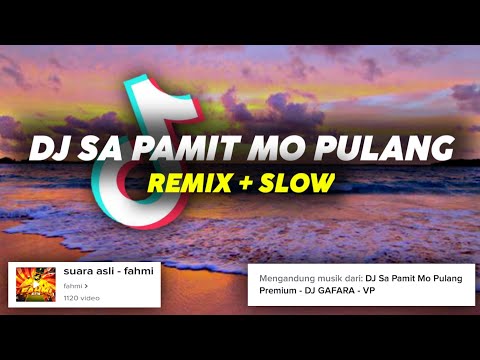 DJ SA PAMIT MO PULANG
REMIX + SLOW
suara asli - fahmi
fahmi >
1120 video
Mengandung musik dari: DJ Sa Pamit Mo Pulang
Premium - DJ GAFARA - VP